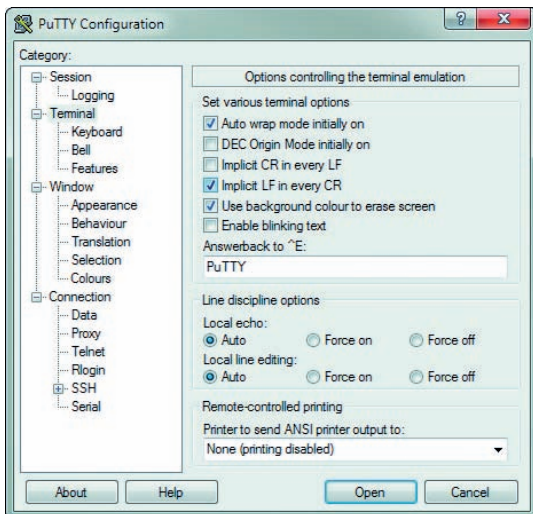 PuTTY Configuration
?
Category:
Session
Logging
Terminal
Keyboard
Bell
Features
Window
Appearance
Behaviour
Translation
Selection
Colours
Connection
Data
Proxy
Telnet
Rlogin
SSH
Serial
Options controlling the terminal emulation
Set various terminal options
Auto wrap mode initially on
DEC Origin Mode initially on
Implicit CR in every LF
Implicit LF in every CR
Use background colour to erase screen
Enable blinking text
Answerback to ^E:
PuTTY
Line discipline options
Local echo:
Auto Force on Force off
Local line editing:
Auto Force on Force off
Remote-controlled printing
Printer to send ANSI printer output to:
None (printing disabled)
About Help Open Cancel